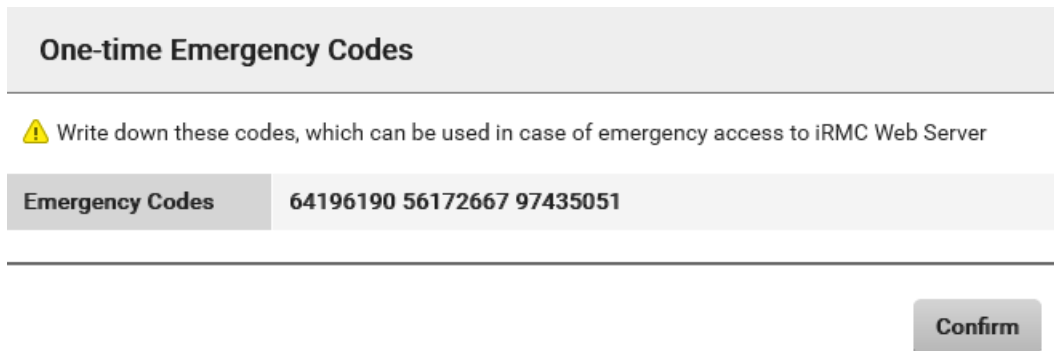 One-time Emergency Codes
Write down these codes, which can be used in case of emergency access to iRMC Web Server
Emergency Codes 64196190 56172667 97435051
Confirm